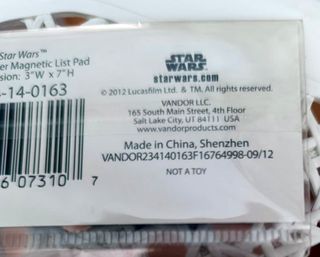 Star Wars™
er Magnetic List Pad
sion: 3"W x 7"H
-14-0163
STAR WARS
starwars.com
© 2012 Lucasfilm Ltd. & TM. All rights reserved.
VANDOR LLC.
165 South Main Street, 4th Floor
Salt Lake City, UT 84111 USA
www.vandorproducts.com
Made in China, Shenzhen
VANDOR234140163F16764998-09/12
NOT A TOY
07310 7